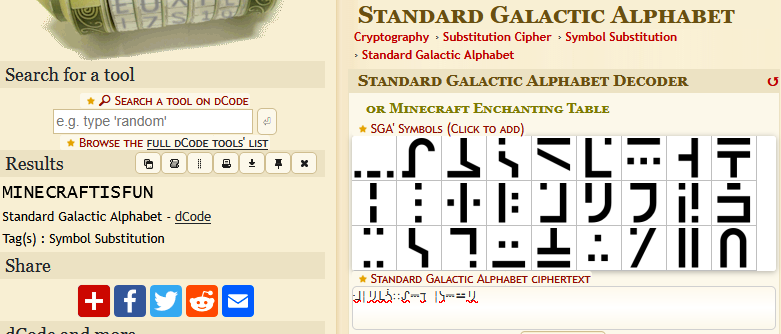 Search for a tool
★ 🔎 Search a tool on dCode
e.g. type 'random'
★ Browse the full dCode tools' list
Results
MINECRAFTISFUN
Standard Galactic Alphabet - dCode
Tag(s) : Symbol Substitution
Share
dCode and more
Standard Galactic Alphabet
Cryptography › Substitution Cipher › Symbol Substitution
› Standard Galactic Alphabet
Standard Galactic Alphabet Decoder
or Minecraft Enchanting Table
★ SGA' Symbols (Click to add)
★ Standard Galactic Alphabet ciphertext